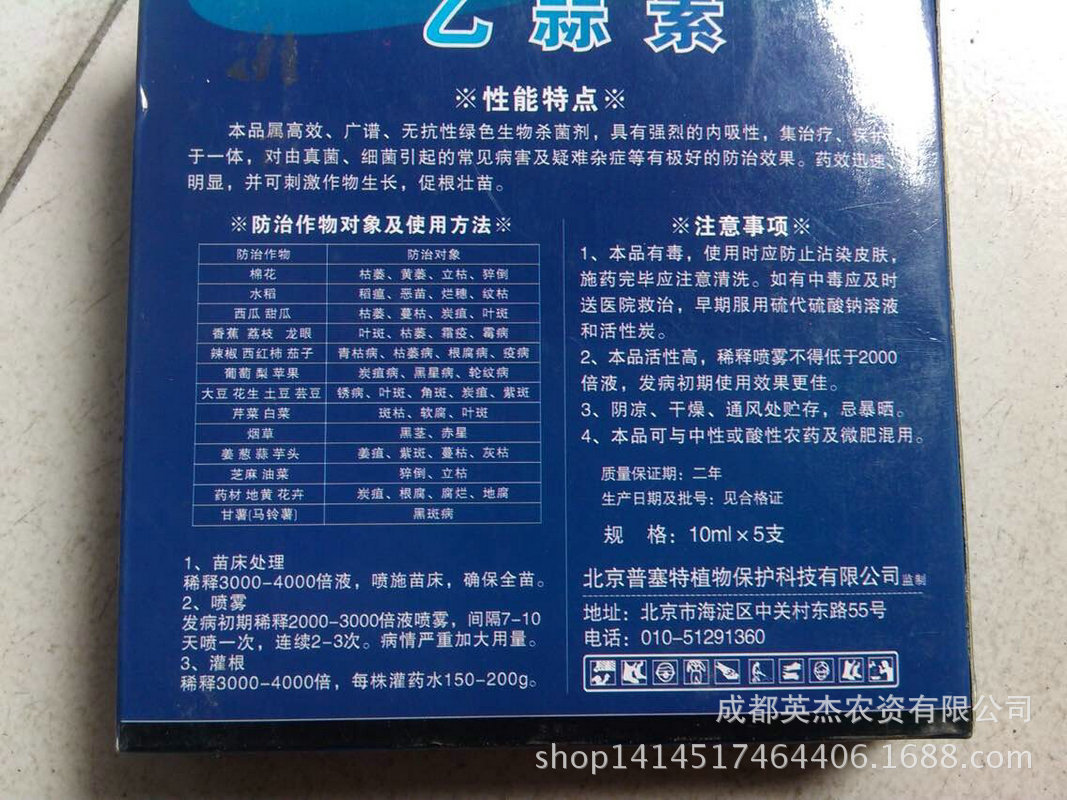 乙蒜素
※性能特点※
本品属高效、广谱、无抗性绿色生物杀菌剂，具有强烈的内吸性，集治疗、保护
于一体，对由真菌、细菌引起的常见病害及疑难杂症等有极好的防治效果。药效迅速、
明显，并可刺激作物生长，促根壮苗。
※防治作物对象及使用方法※
防治作物 防治对象
棉花 枯萎、黄萎、立枯、猝倒
水稻 稻瘟、恶苗、烂穗、纹枯
西瓜 甜瓜 枯萎、蔓枯、炭疽、叶斑
香蕉 荔枝 龙眼 叶斑、枯萎、霜疫、霉病
辣椒 西红柿 茄子 青枯病、枯萎病、根腐病、疫病
葡萄 梨 苹果 炭疽病、黑星病、轮纹病
大豆 花生 土豆 芸豆 锈病、叶斑、角斑、炭疽、紫斑
芹菜 白菜 斑枯、软腐、叶斑
烟草 黑茎、赤星
姜 葱 蒜 芋头 姜瘟、紫斑、蔓枯、灰枯
芝麻 油菜 猝倒、立枯
药材 地黄 花卉 炭疽、根腐、腐烂、地腐
甘薯(马铃薯) 黑斑病
1、苗床处理
稀释3000-4000倍液，喷施苗床，确保全苗。
2、喷雾
发病初期稀释2000-3000倍液喷雾，间隔7-10
天喷一次，连续2-3次。病情严重加大用量。
3、灌根
稀释3000-4000倍，每株灌药水150-200g。
※注意事项※
1、本品有毒，使用时应防止沾染皮肤，
施药完毕应注意清洗。如有中毒应及时
送医院救治，早期服用硫代硫酸钠溶液
和活性炭。
2、本品活性高，稀释喷雾不得低于2000
倍液，发病初期使用效果更佳。
3、阴凉、干燥、通风处贮存，忌暴晒。
4、本品可与中性或酸性农药及微肥混用。
质量保证期：二年
生产日期及批号：见合格证
规 格：10ml×5支
北京普塞特植物保护科技有限公司监制
地址：北京市海淀区中关村东路55号
电话：010-51291360
成都英杰农资有限公司
shop1414517464406.1688.com